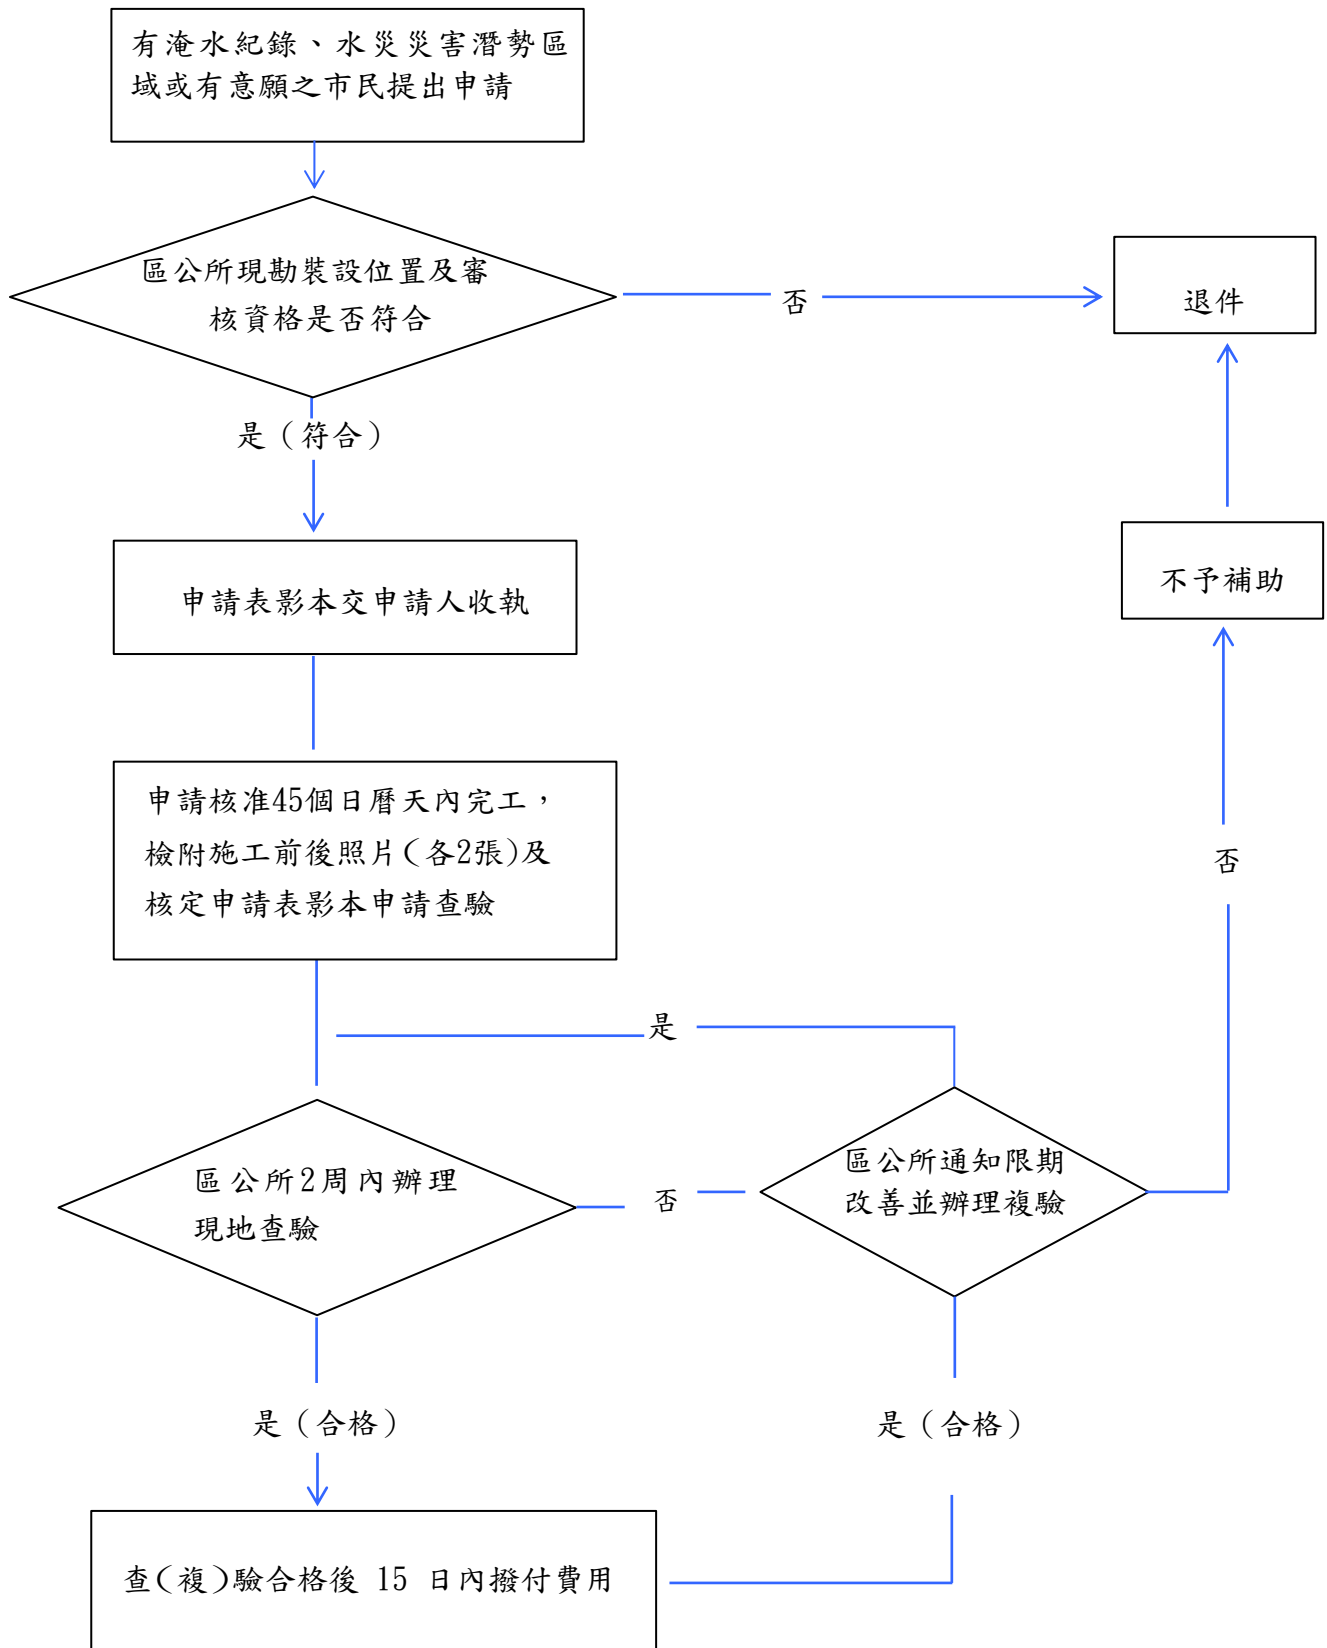 有淹水紀錄、水災災害潛勢區
域或有意願之市民提出申請
區公所現勘裝設位置及審
核資格是否符合
否
退件
是（符合）
申請表影本交申請人收執
不予補助
申請核准45個日曆天內完工，
檢附施工前後照片（各2張）及
核定申請表影本申請查驗
否
是
區公所2周內辦理
現地查驗
否
區公所通知限期
改善並辦理複驗
是（合格）
是（合格）
查（複）驗合格後 15 日內撥付費用